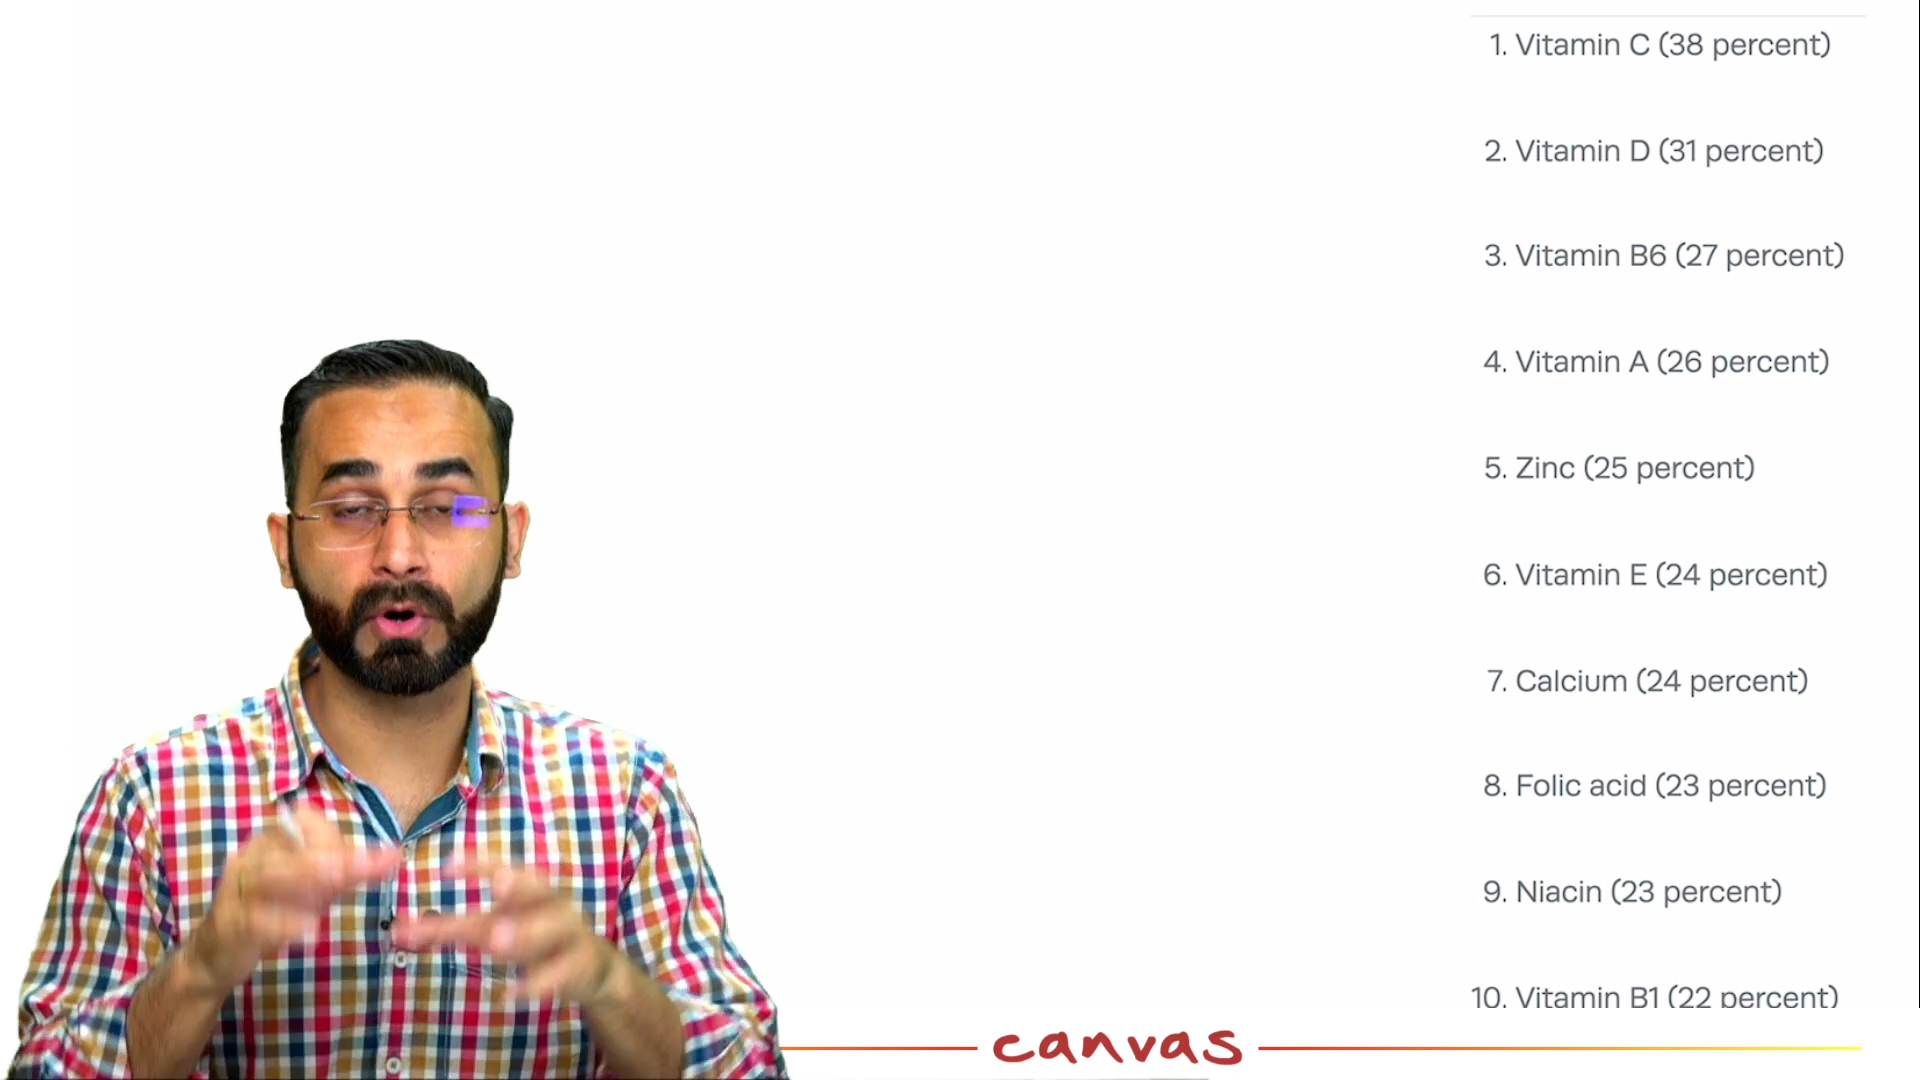 1. Vitamin C (38 percent)
2. Vitamin D (31 percent)
3. Vitamin B6 (27 percent)
4. Vitamin A (26 percent)
5. Zinc (25 percent)
6. Vitamin E (24 percent)
7. Calcium (24 percent)
8. Folic acid (23 percent)
9. Niacin (23 percent)
10. Vitamin B1 (22 percent)
canvas